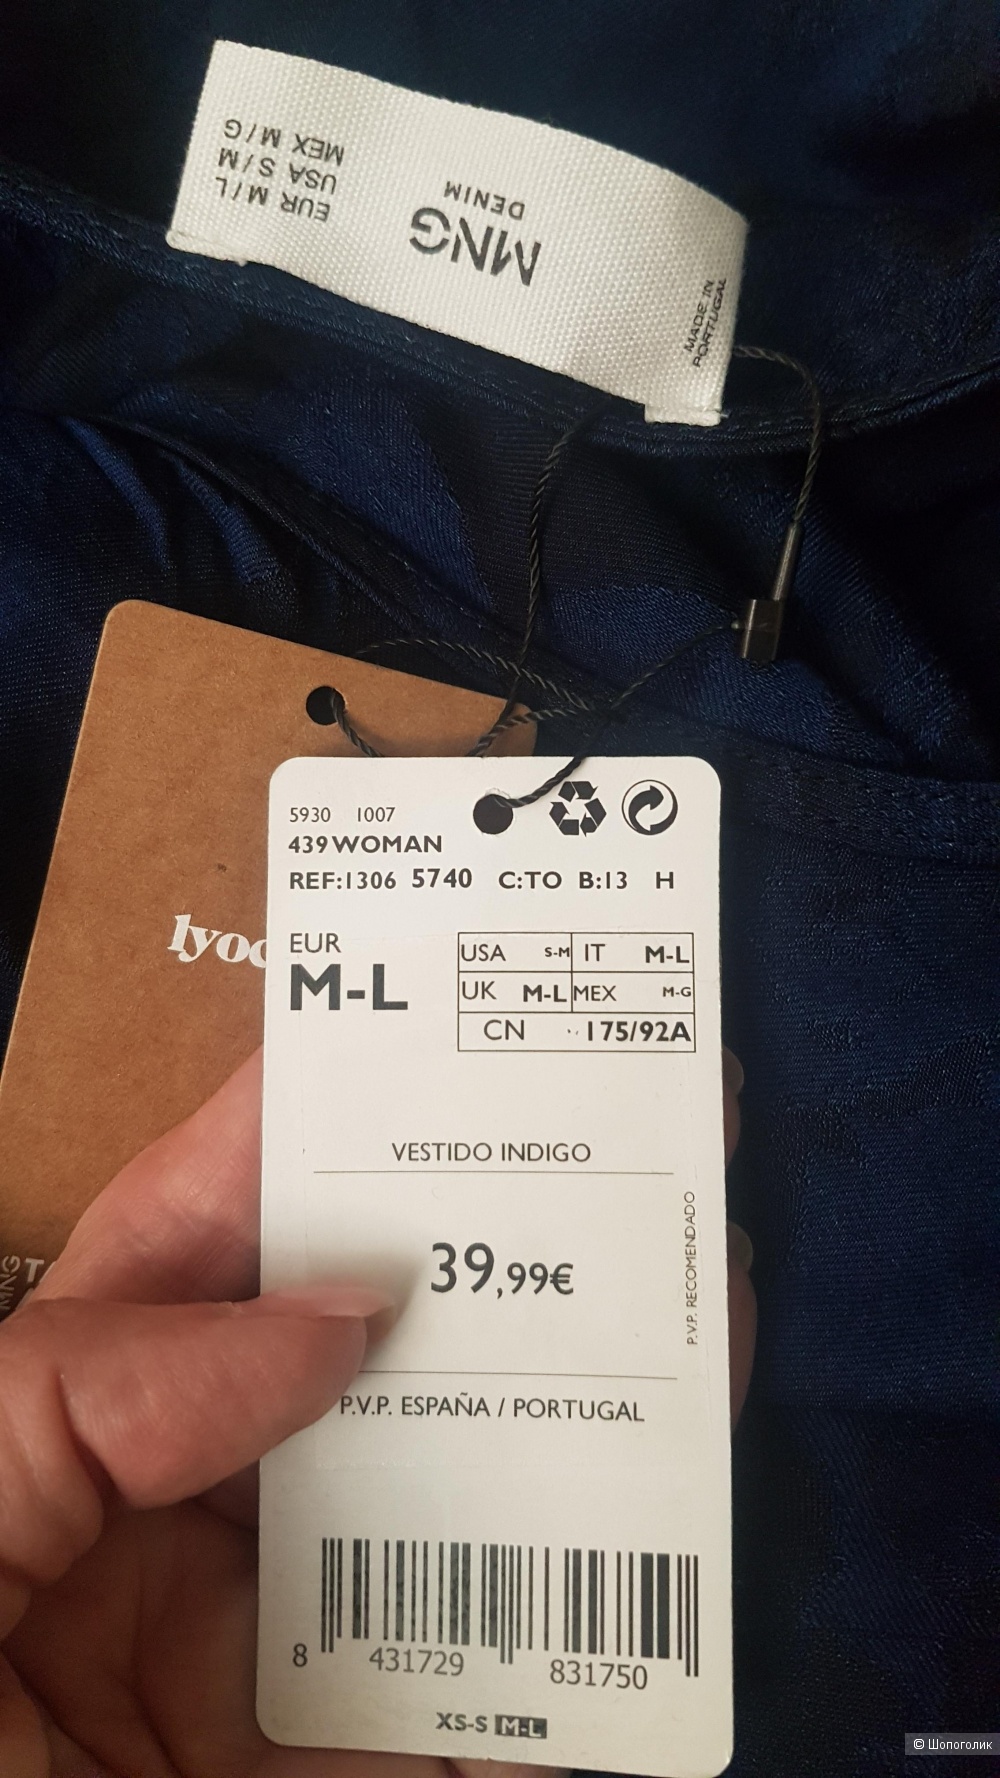 MNG
DENIM
EUR M/L
USA S/M
MEX M/G
MADE IN
PORTUGAL
5930 1007
439 WOMAN
REF:1306 5740 C:TO B:13 H
EUR
M-L
USA S-M IT M-L
UK M-L MEX M-G
CN 175/92A
VESTIDO INDIGO
39,99€
P.V.P. RECOMENDADO
P.V.P. ESPAÑA / PORTUGAL
8 431729 831750
XS-S M-L
MNG
© Шопоголик